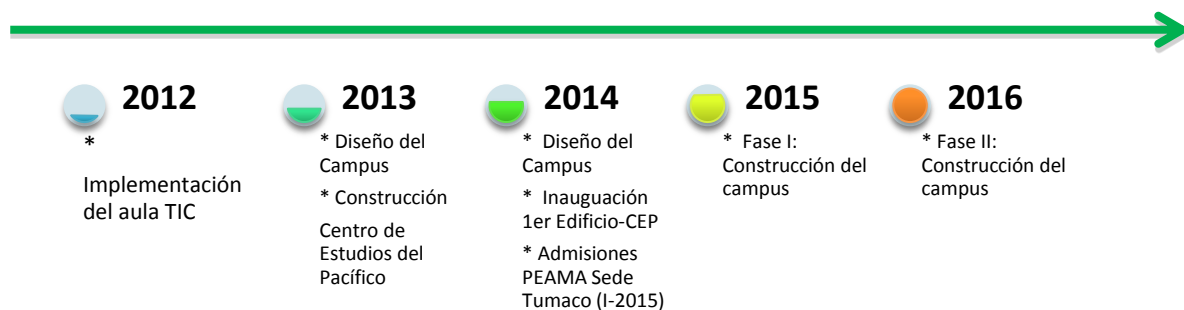 2012
*
Implementación
del aula TIC
2013
* Diseño del
Campus
* Construcción
Centro de
Estudios del
Pacífico
2014
* Diseño del
Campus
* Inauguación
1er Edificio-CEP
* Admisiones
PEAMA Sede
Tumaco (I-2015)
2015
* Fase I:
Construcción del
campus
2016
* Fase II:
Construcción del
campus